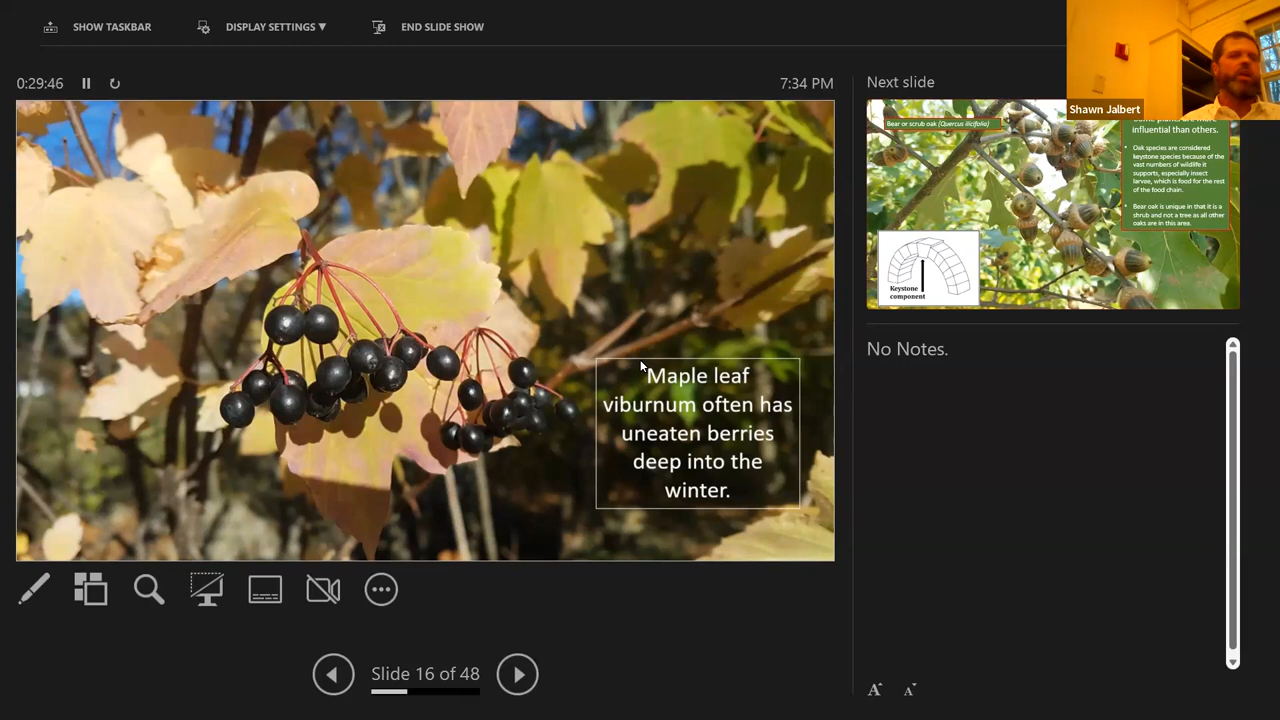 SHOW TASKBAR
DISPLAY SETTINGS ▼
END SLIDE SHOW
0:29:46
7:34 PM
Next slide
Shawn Jalbert
Bear or scrub oak (Quercus ilicifolia)
influential than others.
• Oak species are considered
keystone species because of the
vast numbers of wildlife it
supports, especially insect
larvae, which is food for the rest
of the food chain.
• Bear oak is unique in that it is a
shrub and not a tree as all other
oaks are in this area.
Keystone
component
Maple leaf
viburnum often has
uneaten berries
deep into the
winter.
No Notes.
Slide 16 of 48
A
A